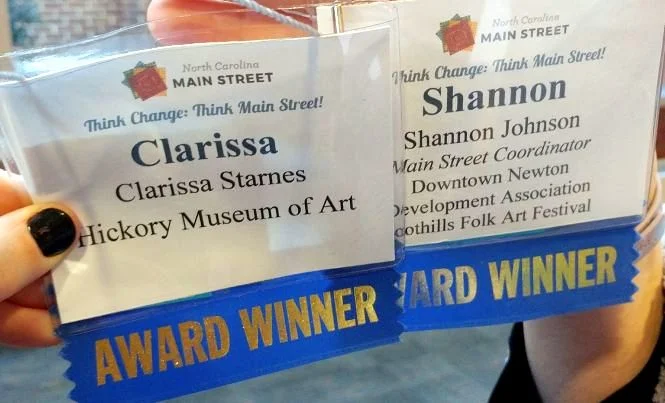 North Carolina
MAIN STREET
Think Change: Think Main Street!
Clarissa
Clarissa Starnes
Hickory Museum of Art
AWARD WINNER
North Carolina
MAIN STREET
Think Change: Think Main Street!
Shannon
Shannon Johnson
Main Street Coordinator
Downtown Newton
Development Association
oothills Folk Art Festival
WARD WINNER